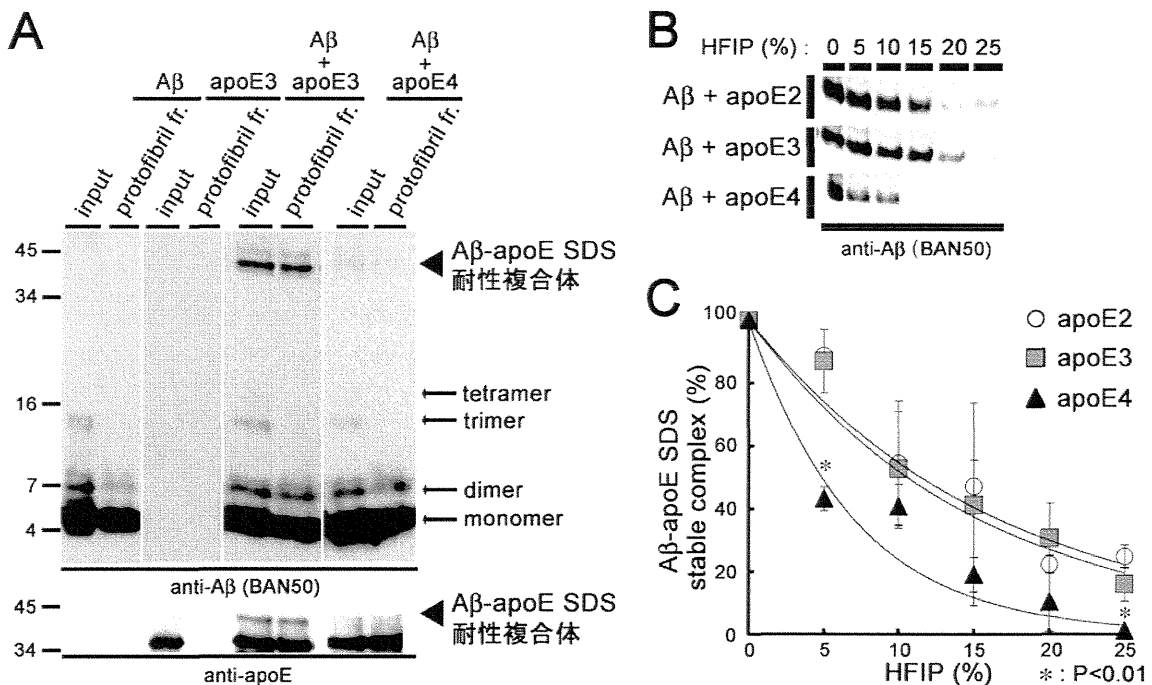 A
Aβ
apoE3
Aβ
+
apoE3
Aβ
+
apoE4
input
protofibril fr.
input
protofibril fr.
input
protofibril fr.
input
protofibril fr.
45
34
16
7
4
Aβ-apoE SDS
耐性複合体
tetramer
trimer
dimer
monomer
anti-Aβ (BAN50)
45
34
Aβ-apoE SDS
耐性複合体
anti-apoE
B
HFIP (%) : 0 5 10 15 20 25
Aβ + apoE2
Aβ + apoE3
Aβ + apoE4
anti-Aβ (BAN50)
C
Aβ-apoE SDS
stable complex (%)
100
80
60
40
20
0
0 5 10 15 20 25
HFIP (%)
apoE2
apoE3
apoE4
*
*
* : P<0.01